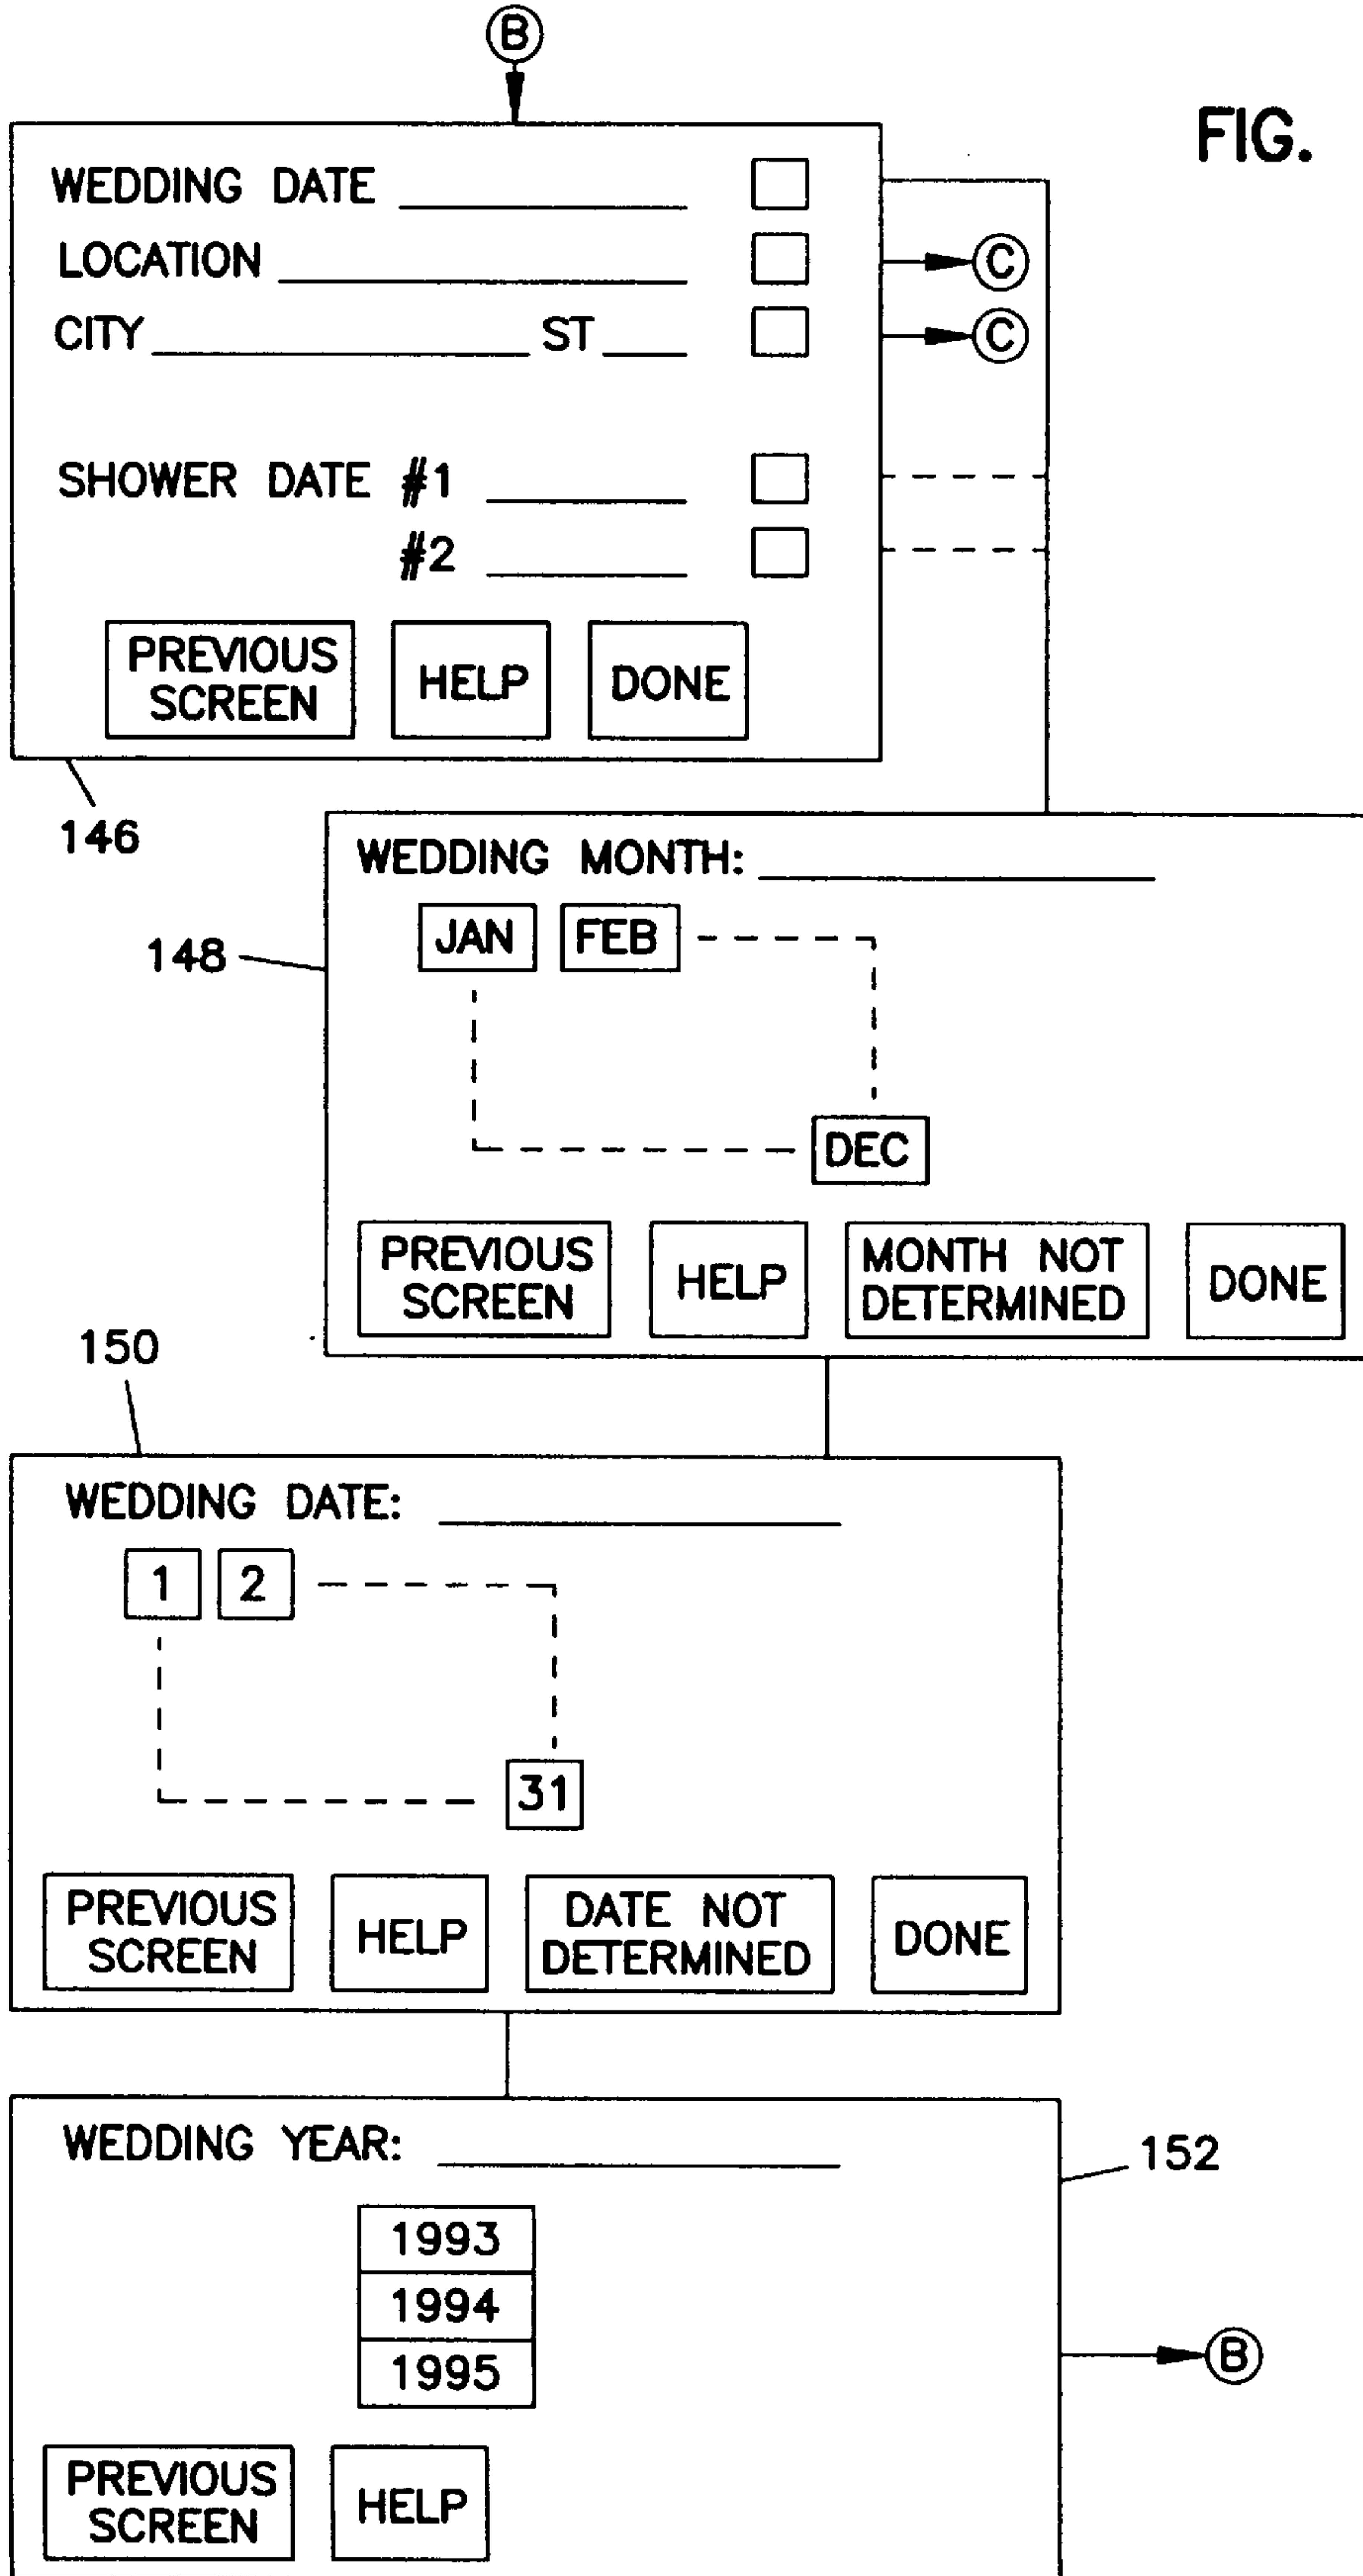 B
FIG.
WEDDING DATE
LOCATION
C
CITY ST
C
SHOWER DATE #1
#2
PREVIOUS SCREEN
HELP
DONE
146
WEDDING MONTH:
148
JAN FEB
DEC
PREVIOUS SCREEN
HELP
MONTH NOT DETERMINED
DONE
150
WEDDING DATE:
1 2
31
PREVIOUS SCREEN
HELP
DATE NOT DETERMINED
DONE
WEDDING YEAR:
152
1993
1994
1995
B
PREVIOUS SCREEN
HELP